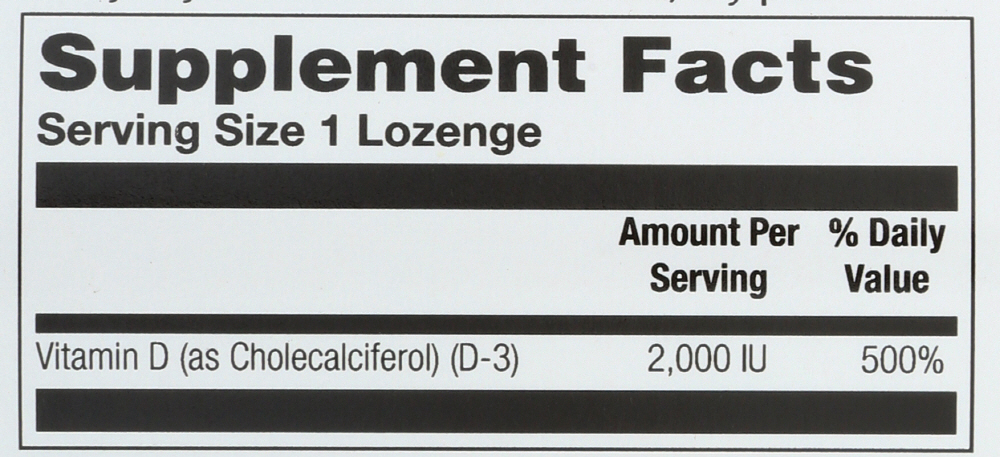 Supplement Facts
Serving Size 1 Lozenge
Amount Per Serving % Daily Value
Vitamin D (as Cholecalciferol) (D-3) 2,000 IU 500%